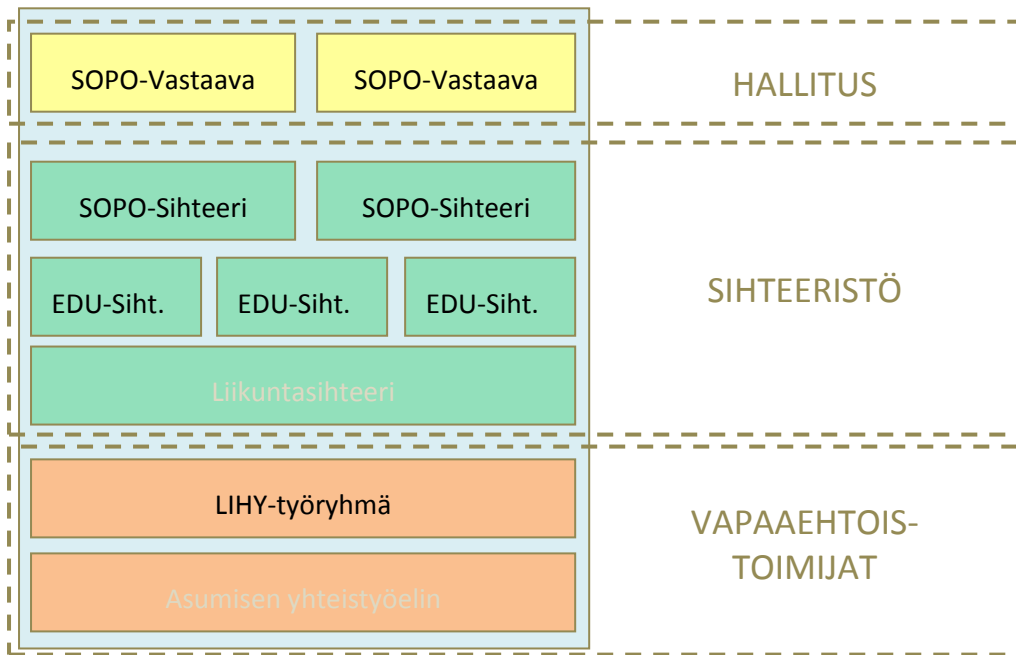 SOPO-Vastaava SOPO-Vastaava
HALLITUS
SOPO-Sihteeri SOPO-Sihteeri
EDU-Siht. EDU-Siht. EDU-Siht.
SIHTEERISTÖ
Liikuntasihteeri
LIHY-työryhmä
Asumisen yhteistyöelin
VAPAAEHTOIS-
TOIMIJAT